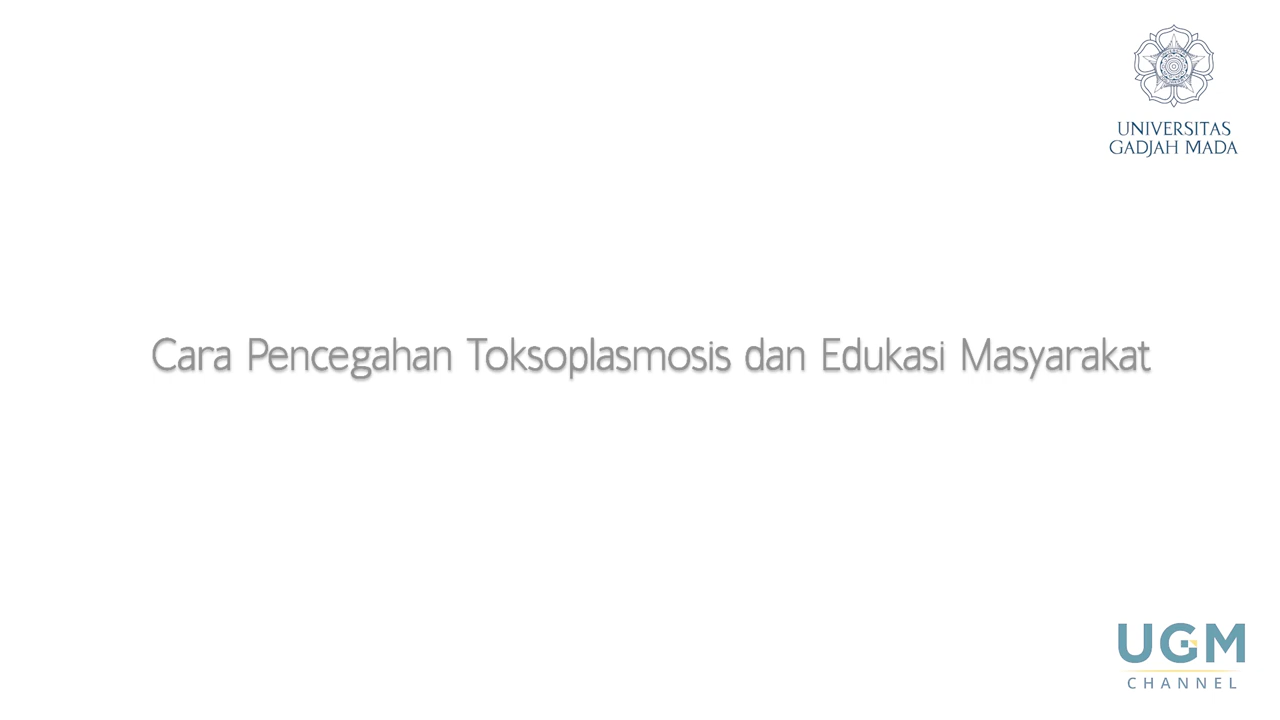 UNIVERSITAS
GADJAH MADA
Cara Pencegahan Toksoplasmosis dan Edukasi Masyarakat
UGM
CHANNEL